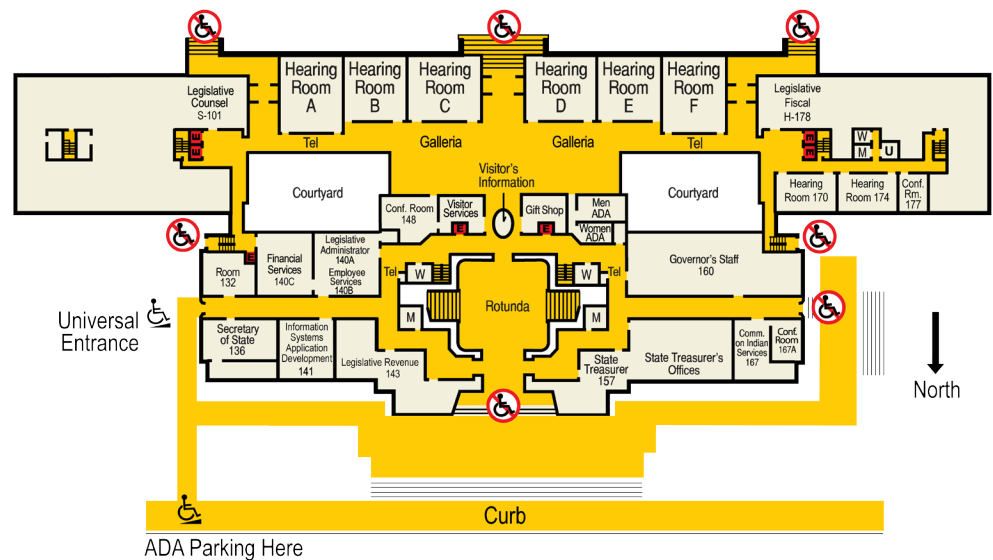 Hearing
Room
A
Hearing
Room
B
Hearing
Room
C
Hearing
Room
D
Hearing
Room
E
Hearing
Room
F
Legislative
Counsel
S-101
Legislative
Fiscal
H-178
E
E
E
E
W
M
U
Tel
Galleria
Galleria
Tel
Visitor's
Information
Courtyard
Courtyard
Hearing
Room 170
Hearing
Room 174
Conf.
Rm.
177
Conf. Room
148
Visitor
Services
E
Gift Shop
E
Men
ADA
Women
ADA
Room
132
E
Financial
Services
140C
Legislative
Administrator
140A
Employee
Services
140B
Tel
W
W
Tel
Governor's Staff
160
Rotunda
M
M
Universal
Entrance
Secretary
of State
136
Information
Systems
Application
Development
141
Legislative Revenue
143
State
Treasurer
157
State Treasurer's
Offices
Comm.
on Indian
Services
167
Conf.
Room
167A
North
Curb
ADA Parking Here